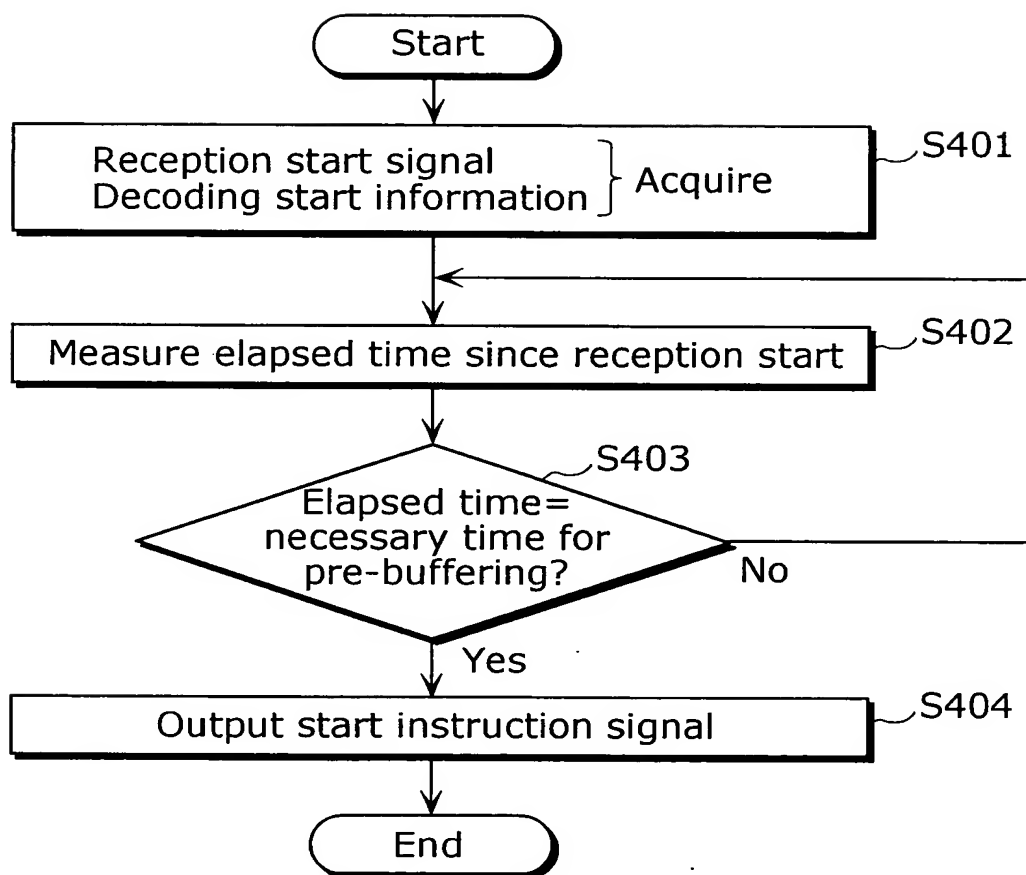 Start
S401
Reception start signal
Decoding start information
Acquire
S402
Measure elapsed time since reception start
S403
Elapsed time=
necessary time for
pre-buffering?
No
Yes
S404
Output start instruction signal
End